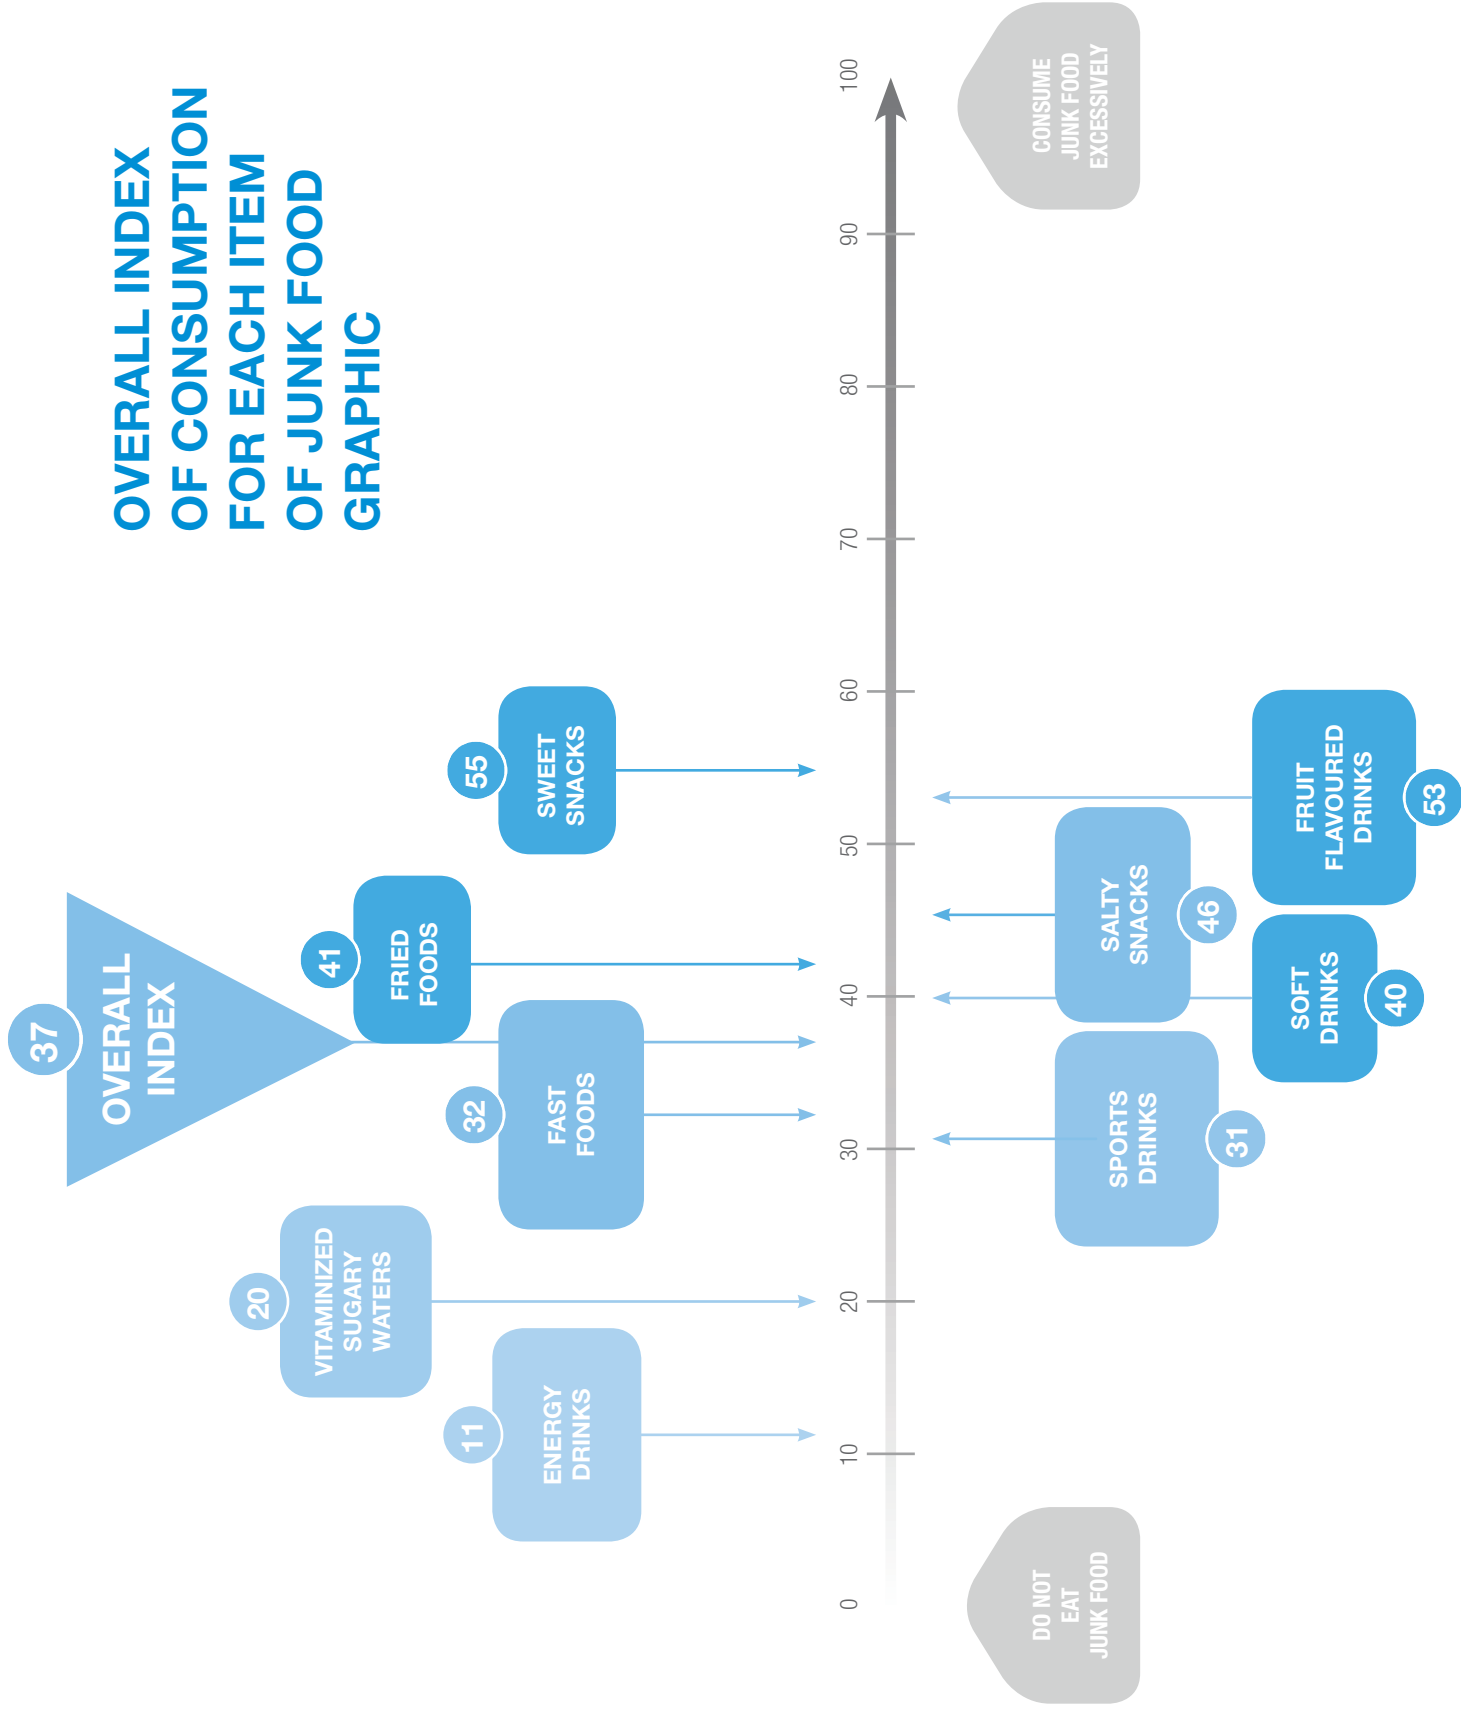 OVERALL INDEX
OF CONSUMPTION
FOR EACH ITEM
OF JUNK FOOD
GRAPHIC
37
OVERALL
INDEX
20
VITAMINIZED
SUGARY
WATERS
41
FRIED
FOODS
11
ENERGY
DRINKS
32
FAST
FOODS
55
SWEET
SNACKS
0
10
20
30
40
50
60
70
80
90
100
DO NOT
EAT
JUNK FOOD
CONSUME
JUNK FOOD
EXCESSIVELY
SPORTS
DRINKS
31
SALTY
SNACKS
46
SOFT
DRINKS
40
FRUIT
FLAVOURED
DRINKS
53